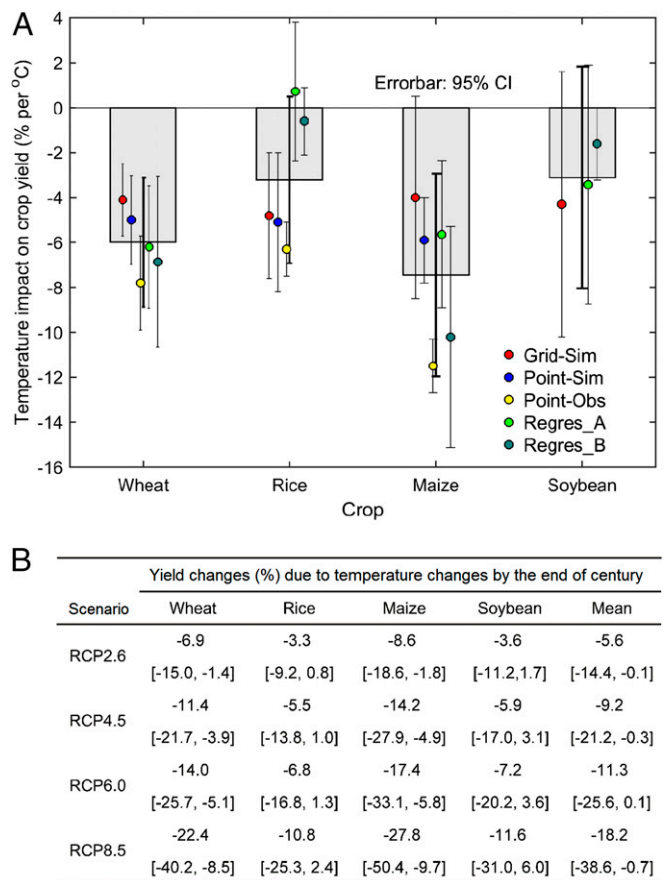 A
Temperature impact on crop yield (% per °C)
4
2
0
-2
-4
-6
-8
-10
-12
-14
-16
Errorbar: 95% CI
Grid-Sim
Point-Sim
Point-Obs
Regres_A
Regres_B
Wheat Rice Maize Soybean
Crop
B
Yield changes (%) due to temperature changes by the end of century
Scenario Wheat Rice Maize Soybean Mean
-6.9 -3.3 -8.6 -3.6 -5.6
RCP2.6
[-15.0, -1.4] [-9.2, 0.8] [-18.6, -1.8] [-11.2,1.7] [-14.4, -0.1]
-11.4 -5.5 -14.2 -5.9 -9.2
RCP4.5
[-21.7, -3.9] [-13.8, 1.0] [-27.9, -4.9] [-17.0, 3.1] [-21.2, -0.3]
-14.0 -6.8 -17.4 -7.2 -11.3
RCP6.0
[-25.7, -5.1] [-16.8, 1.3] [-33.1, -5.8] [-20.2, 3.6] [-25.6, 0.1]
-22.4 -10.8 -27.8 -11.6 -18.2
RCP8.5
[-40.2, -8.5] [-25.3, 2.4] [-50.4, -9.7] [-31.0, 6.0] [-38.6, -0.7]